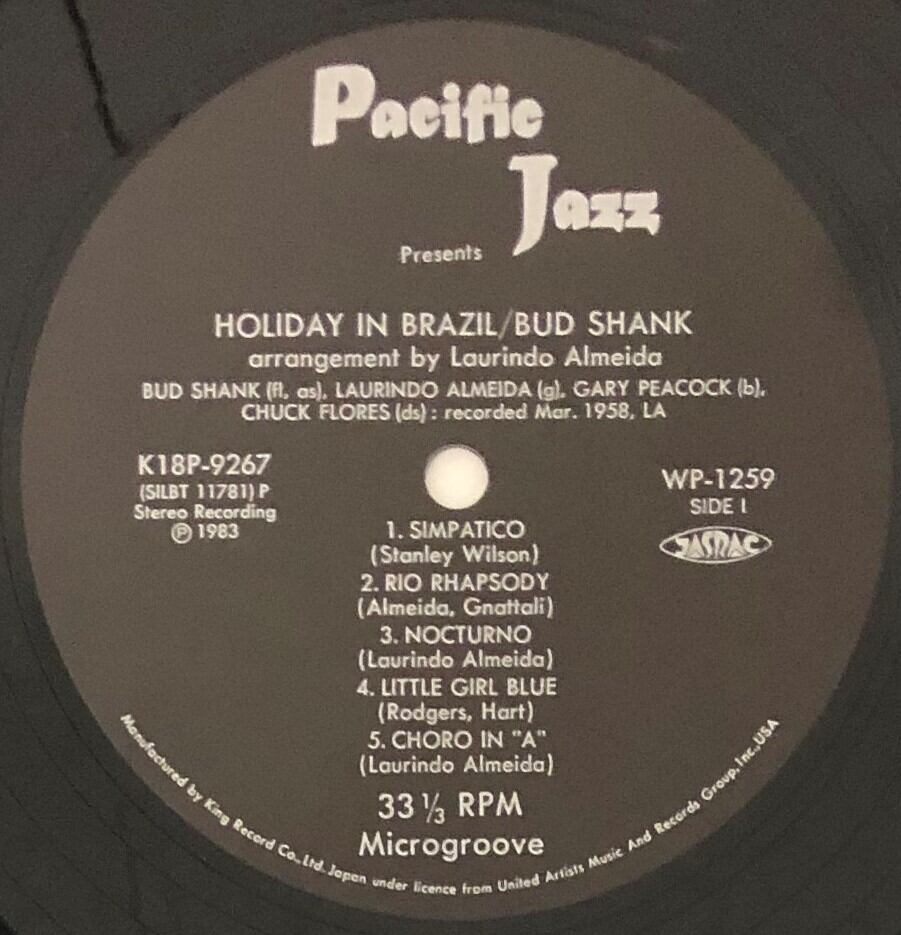 Pacific
Jazz
Presents
HOLIDAY IN BRAZIL/BUD SHANK
arrangement by Laurindo Almeida
BUD SHANK (fl, as), LAURINDO ALMEIDA (g), GARY PEACOCK (b),
CHUCK FLORES (ds) : recorded Mar. 1958, LA
K18P-9267
(SILBT 11781) P
Stereo Recording
Ⓟ 1983
WP-1259
SIDE I
JASRAC
1. SIMPATICO
(Stanley Wilson)
2. RIO RHAPSODY
(Almeida, Gnattali)
3. NOCTURNO
(Laurindo Almeida)
4. LITTLE GIRL BLUE
(Rodgers, Hart)
5. CHORO IN "A"
(Laurindo Almeida)
33 ⅓ RPM
Microgroove
Manufactured by King Record Co., Ltd. Japan under licence from United Artists Music And Records Group, Inc., USA